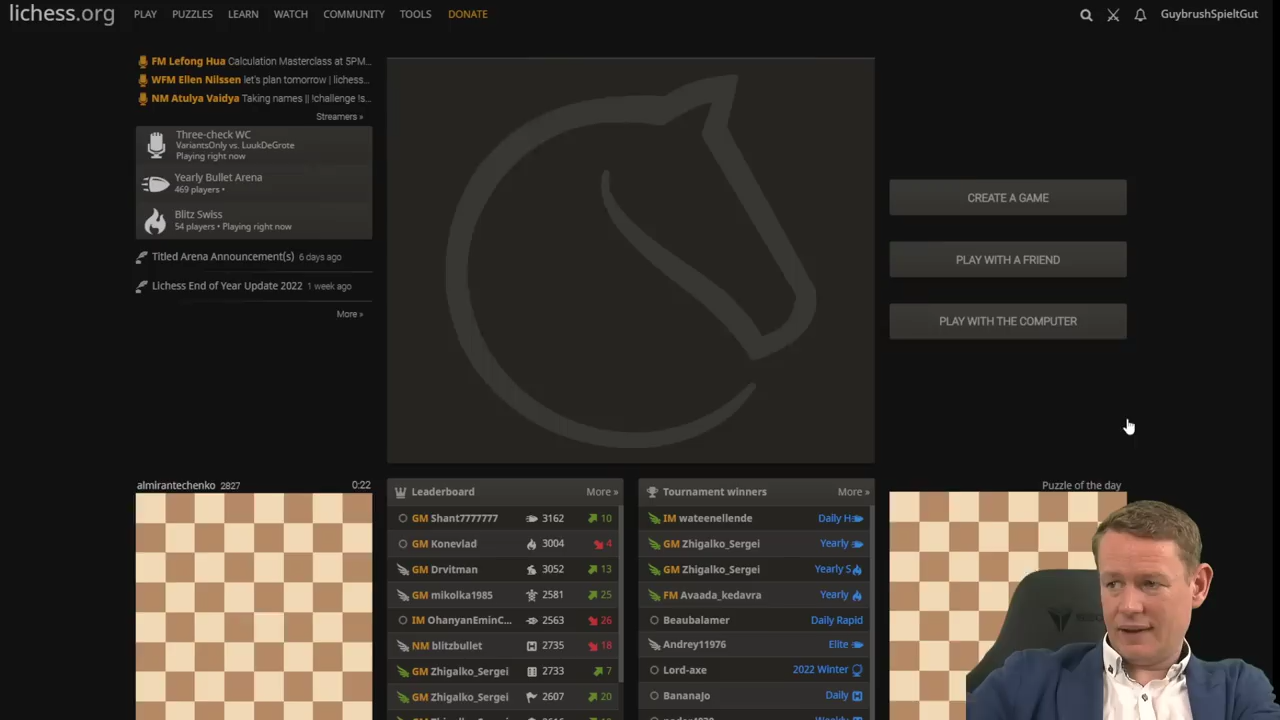 lichess.org PLAY PUZZLES LEARN WATCH COMMUNITY TOOLS DONATE GuybrushSpieltGut
FM Lefong Hua Calculation Masterclass at 5PM...
WFM Ellen Nilssen let's plan tomorrow | lichess...
NM Atulya Vaidya Taking names || !challenge !s...
Streamers »
Three-check WC
VariantsOnly vs. LuukDeGrote
Playing right now
Yearly Bullet Arena
469 players •
Blitz Swiss
54 players • Playing right now
Titled Arena Announcement(s) 6 days ago
Lichess End of Year Update 2022 1 week ago
More »
CREATE A GAME
PLAY WITH A FRIEND
PLAY WITH THE COMPUTER
almirantechenko 2827 0:22
Leaderboard More »
GM Shant7777777 3162 10
GM Konevlad 3004 4
GM Drvitman 3052 13
GM mikolka1985 2581 25
IM OhanyanEminC... 2563 26
NM blitzbullet 2735 18
GM Zhigalko_Sergei 2733 7
GM Zhigalko_Sergei 2607 20
Tournament winners More »
IM wateenellende Daily H
GM Zhigalko_Sergei Yearly
GM Zhigalko_Sergei Yearly S
FM Avaada_kedavra Yearly
Beaubalamer Daily Rapid
Andrey11976 Elite
Lord-axe 2022 Winter
BananaJo Daily
Puzzle of the day